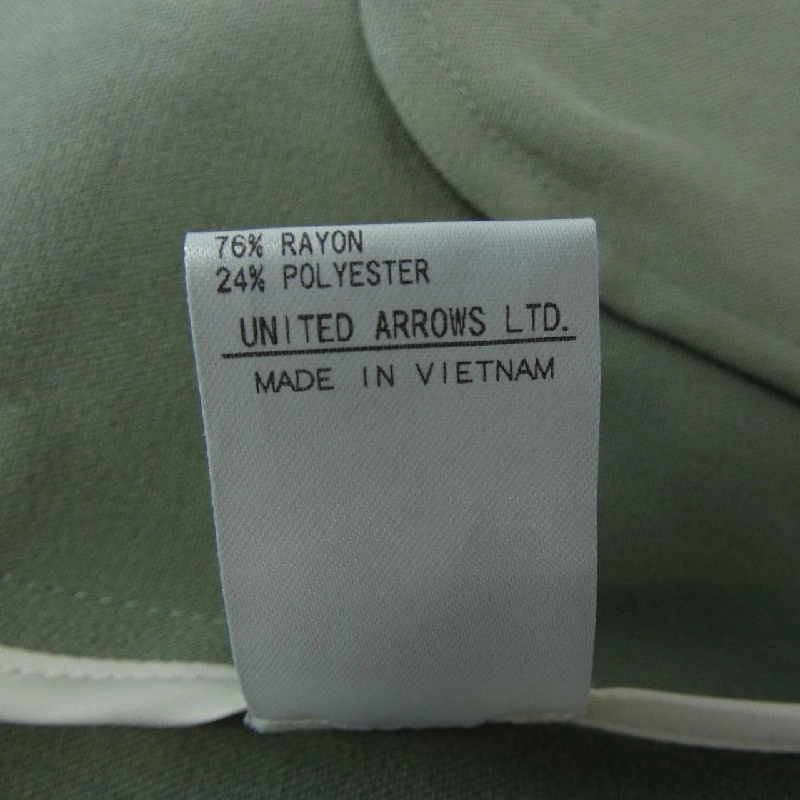 76% RAYON
24% POLYESTER
UNITED ARROWS LTD.
MADE IN VIETNAM